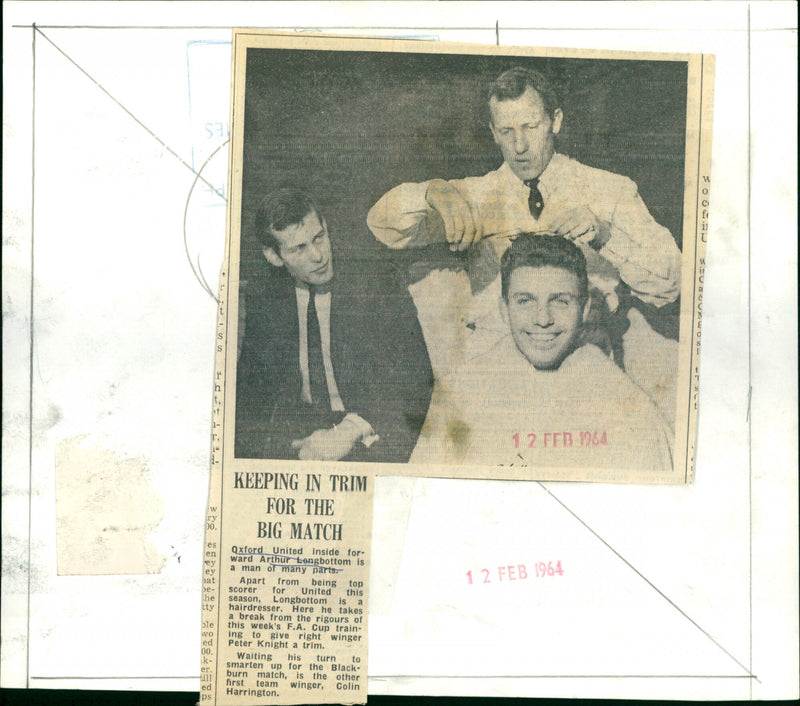 12 FEB 1964
KEEPING IN TRIM
FOR THE
BIG MATCH
Oxford United inside for-
ward Arthur Longbottom is
a man of many parts.
Apart from being top
scorer for United this
season, Longbottom is a
hairdresser. Here he takes
a break from the rigours of
this week's F.A. Cup train-
ing to give right winger
Peter Knight a trim.
Waiting his turn to
smarten up for the Black-
burn match, is the other
first team winger, Colin
Harrington.
12 FEB 1964